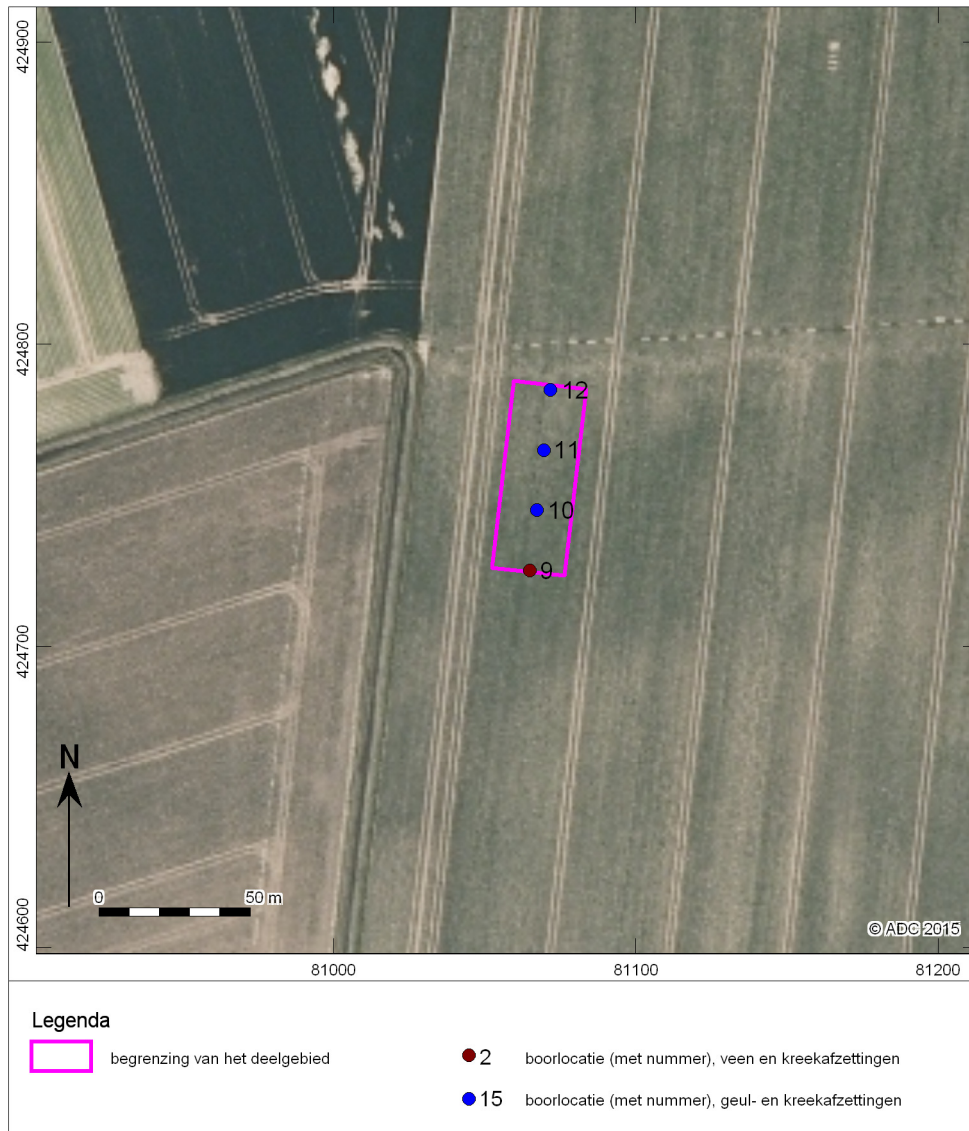 424900
424800
424700
424600
12
11
10
9
N
0 50 m
© ADC 2015
81000 81100 81200
Legenda
begrenzing van het deelgebied
2 boorlocatie (met nummer), veen en kreekafzettingen
15 boorlocatie (met nummer), geul- en kreekafzettingen